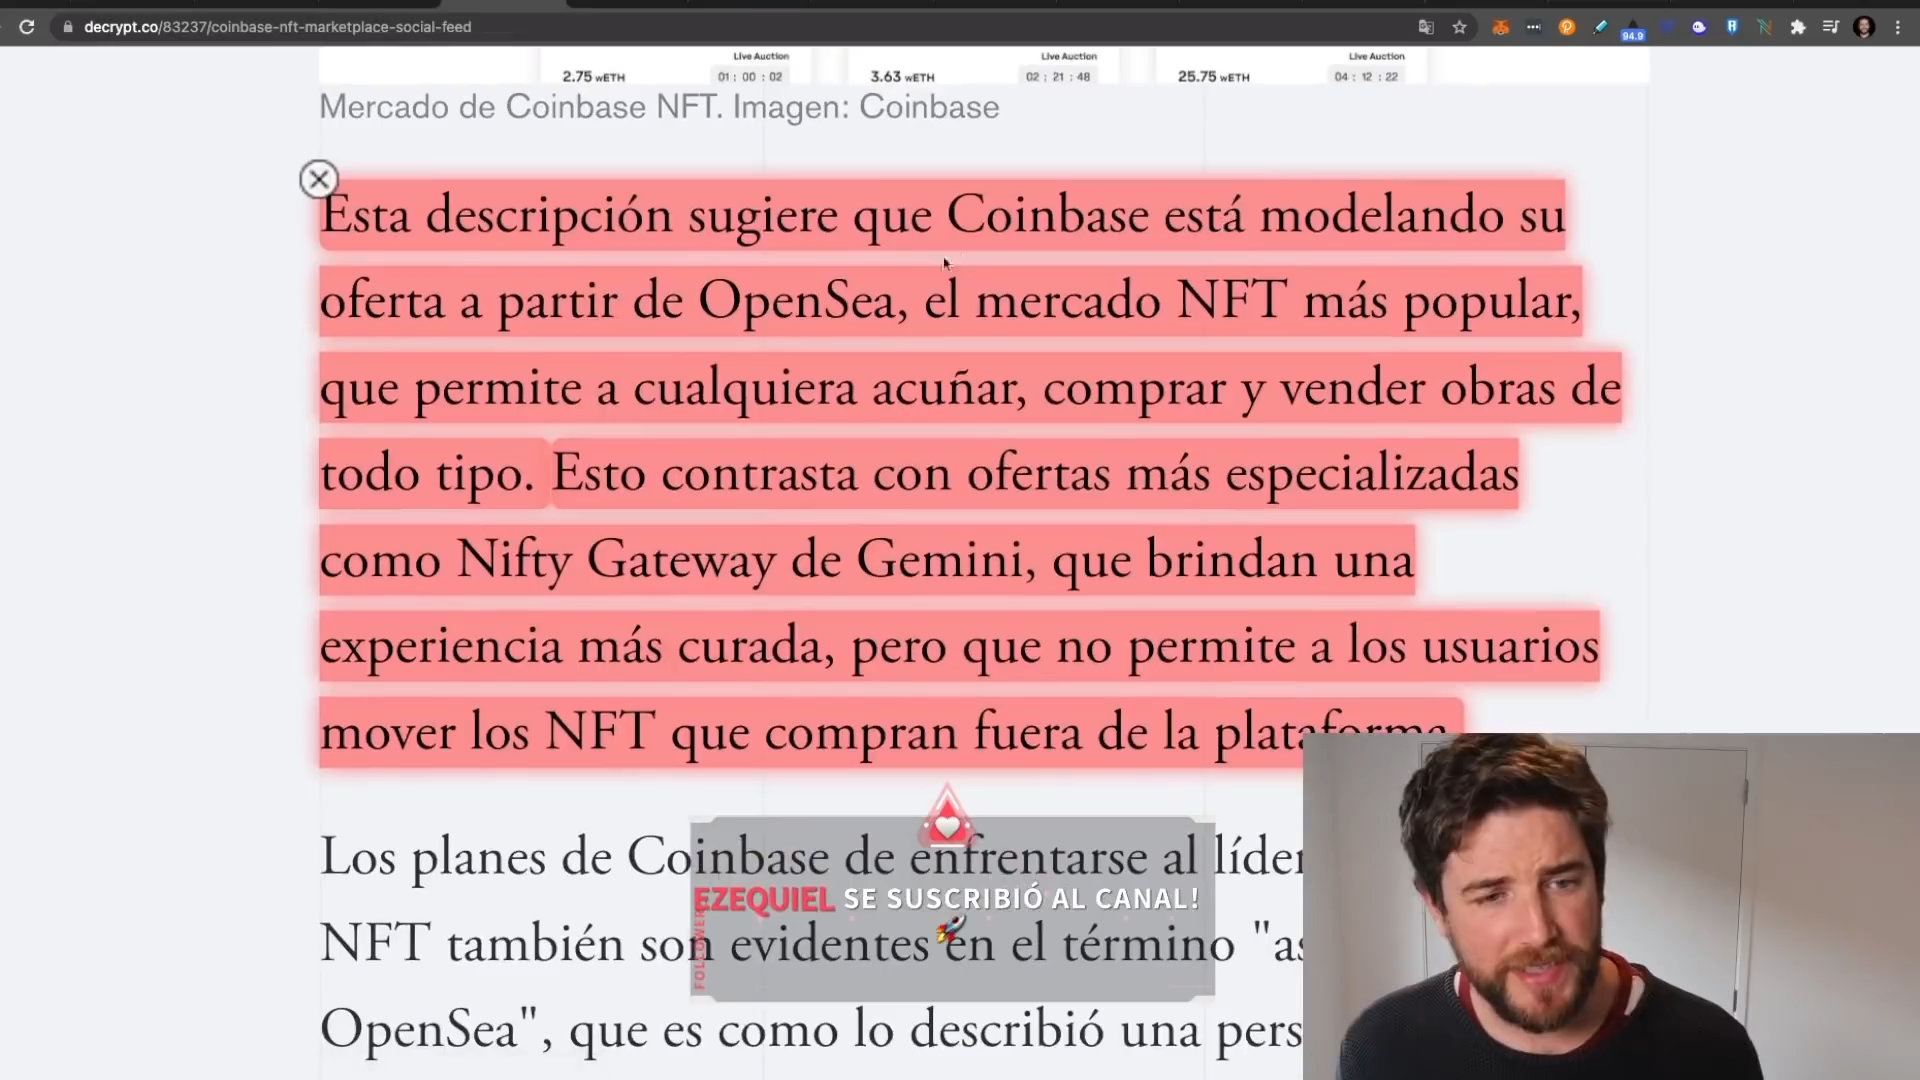 decrypt.co/83237/coinbase-nft-marketplace-social-feed
94.9
Live Auction
Live Auction
Live Auction
2.75 wETH
01 : 00 : 02
3.63 wETH
02 : 21 : 48
25.75 wETH
04 : 12 : 22
Mercado de Coinbase NFT. Imagen: Coinbase
Esta descripción sugiere que Coinbase está modelando su
oferta a partir de OpenSea, el mercado NFT más popular,
que permite a cualquiera acuñar, comprar y vender obras de
todo tipo. Esto contrasta con ofertas más especializadas
como Nifty Gateway de Gemini, que brindan una
experiencia más curada, pero que no permite a los usuarios
mover los NFT que compran fuera de la plataforma.
Los planes de Coinbase de enfrentarse al líder
EZEQUIEL SE SUSCRIBIÓ AL CANAL!
FOLLOWER
NFT también son evidentes en el término "as
OpenSea", que es como lo describió una pers